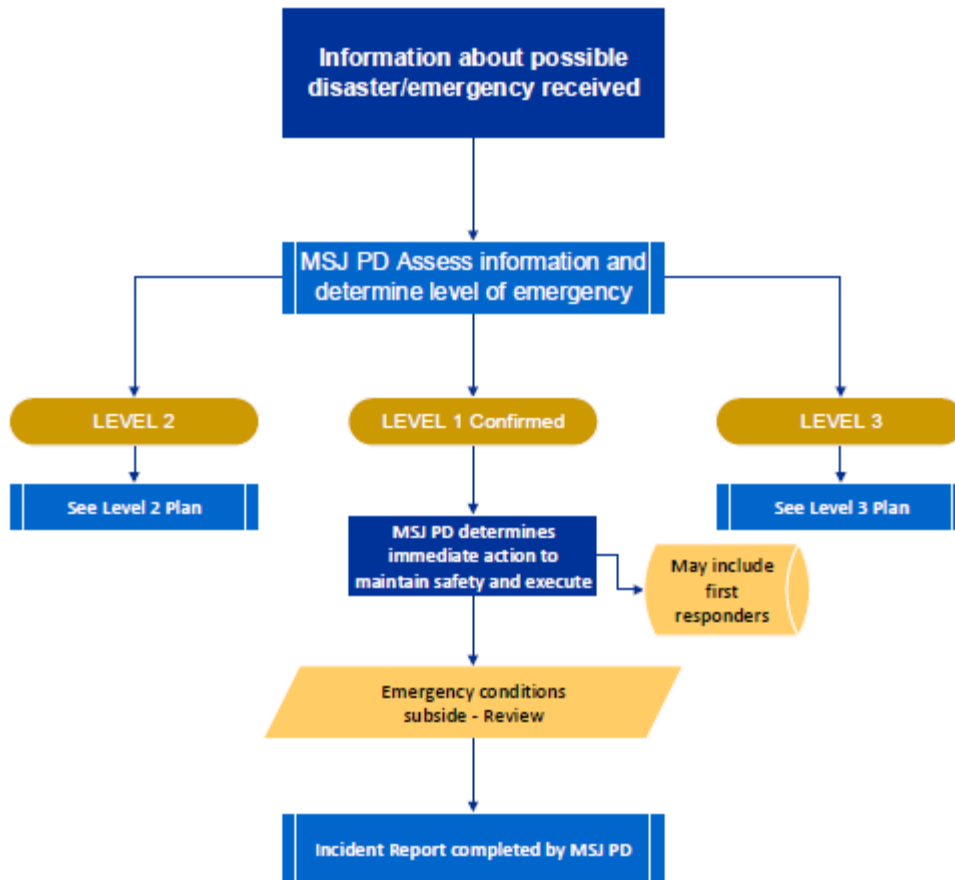 Information about possible
disaster/emergency received
MSJ PD Assess information and
determine level of emergency
LEVEL 2
LEVEL 1 Confirmed
LEVEL 3
See Level 2 Plan
See Level 3 Plan
MSJ PD determines
immediate action to
maintain safety and execute
May include
first
responders
Emergency conditions
subside - Review
Incident Report completed by MSJ PD